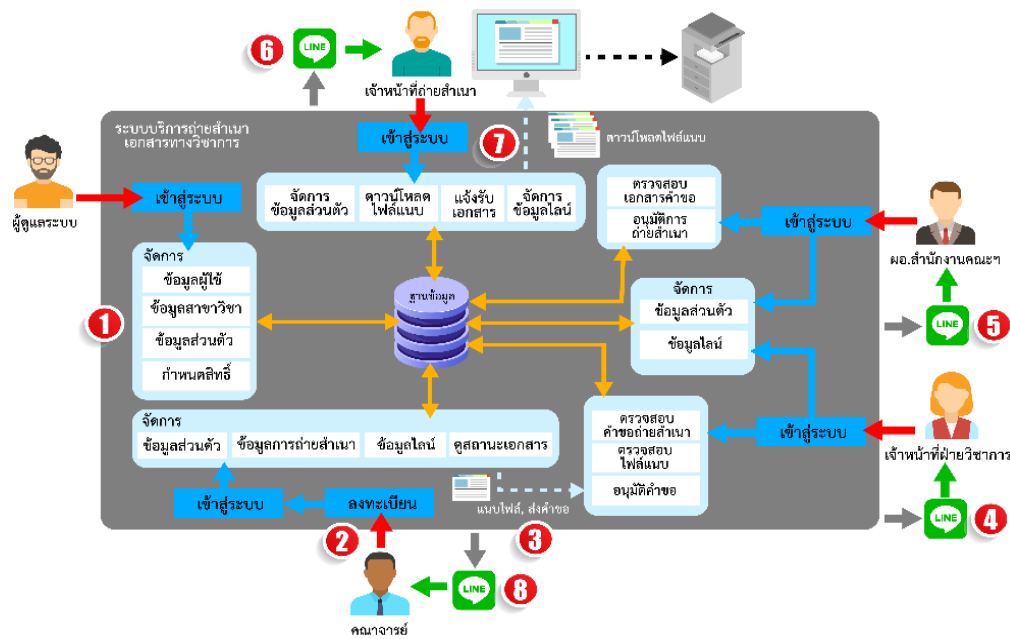 6
LINE
เจ้าหน้าที่ถ่ายสำเนา
ระบบบริการถ่ายสำเนา
เอกสารทางวิชาการ
เข้าสู่ระบบ
7
ดาวน์โหลดไฟล์แนบ
ผู้ดูแลระบบ
เข้าสู่ระบบ
จัดการ
ข้อมูลส่วนตัว
ดาวน์โหลด
ไฟล์แนบ
แจ้งรับ
เอกสาร
จัดการ
ข้อมูลไลน์
ตรวจสอบ
เอกสารคำขอ
อนุมัติการ
ถ่ายสำเนา
เข้าสู่ระบบ
ผอ.สำนักงานคณะฯ
1
จัดการ
ข้อมูลผู้ใช้
ข้อมูลสาขาวิชา
ข้อมูลส่วนตัว
กำหนดสิทธิ์
ฐานข้อมูล
จัดการ
ข้อมูลส่วนตัว
ข้อมูลไลน์
LINE
5
จัดการ
ข้อมูลส่วนตัว
ข้อมูลการถ่ายสำเนา
ข้อมูลไลน์
ดูสถานะเอกสาร
ตรวจสอบ
คำขอถ่ายสำเนา
ตรวจสอบ
ไฟล์แนบ
อนุมัติคำขอ
เข้าสู่ระบบ
เจ้าหน้าที่ฝ่ายวิชาการ
เข้าสู่ระบบ
ลงทะเบียน
แนบไฟล์, ส่งคำขอ
LINE
4
2
3
LINE
8
คณาจารย์